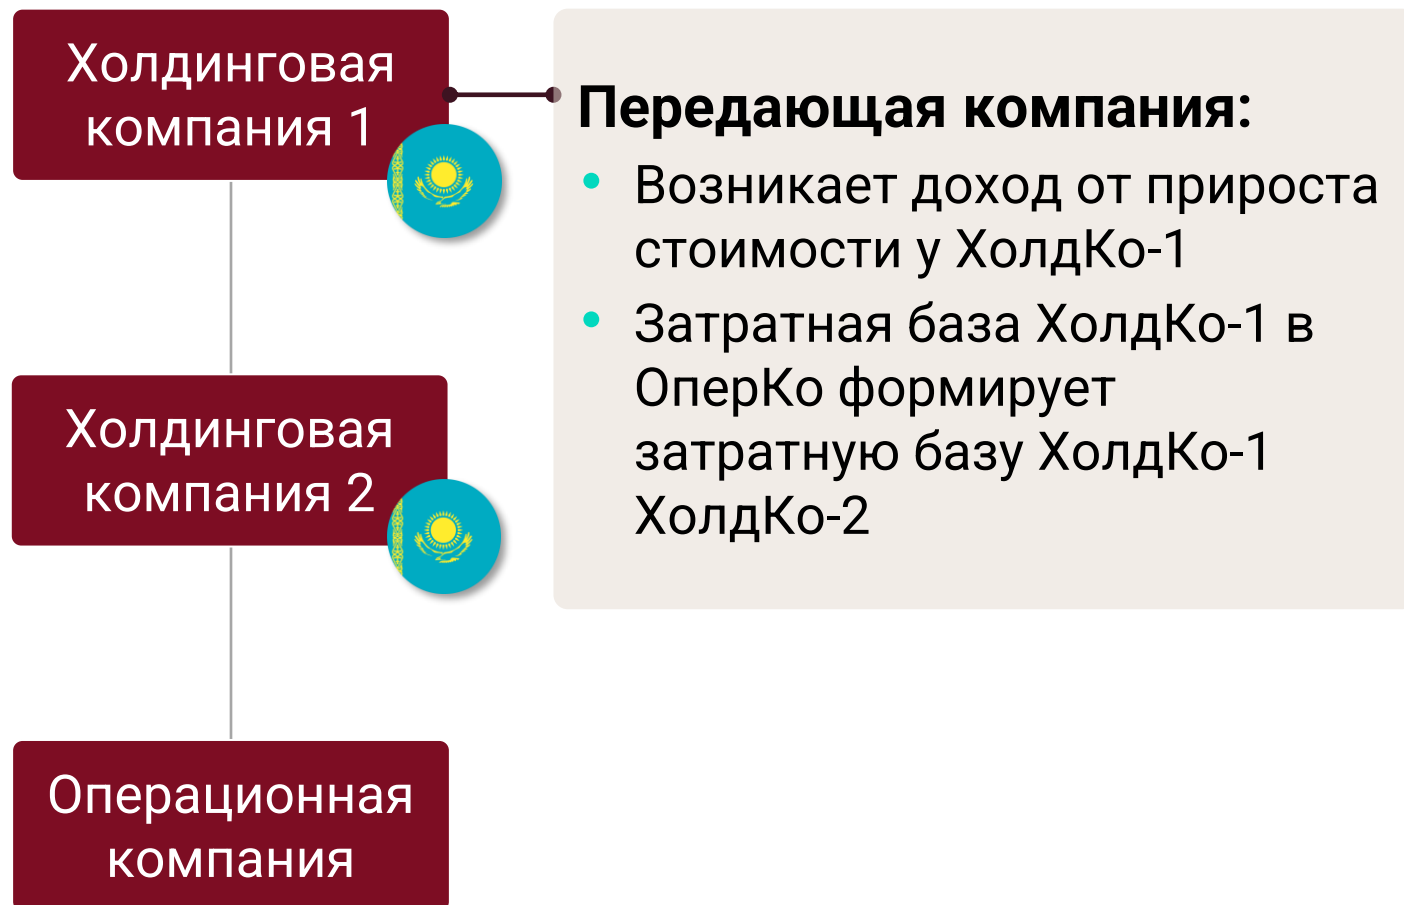 Холдинговая
компания 1
Передающая компания:
• Возникает доход от прироста
стоимости у ХолдКо-1
• Затратная база ХолдКо-1 в
ОперКо формирует
затратную базу ХолдКо-1
ХолдКо-2
Холдинговая
компания 2
Операционная
компания